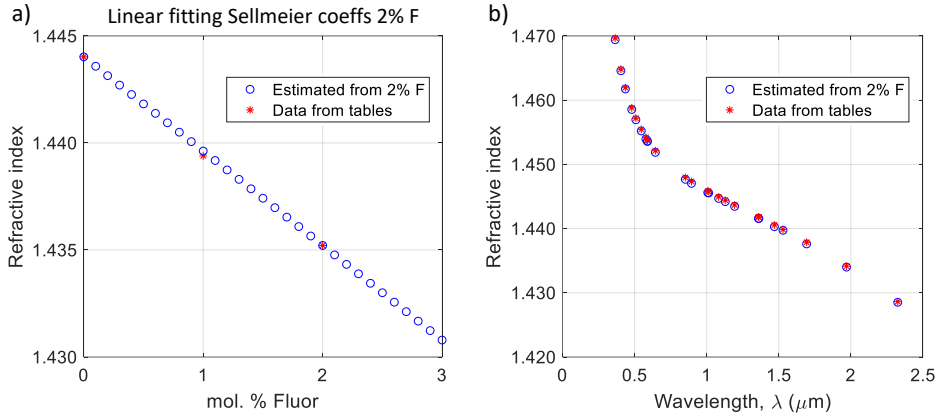 a)
Linear fitting Sellmeier coeffs 2% F
1.445
1.440
1.435
1.430
Refractive index
Estimated from 2% F
Data from tables
0
1
2
3
mol. % Fluor
b)
1.470
1.460
1.450
1.440
1.430
1.420
Refractive index
Estimated from 2% F
Data from tables
0
0.5
1
1.5
2
2.5
Wavelength, λ (μm)